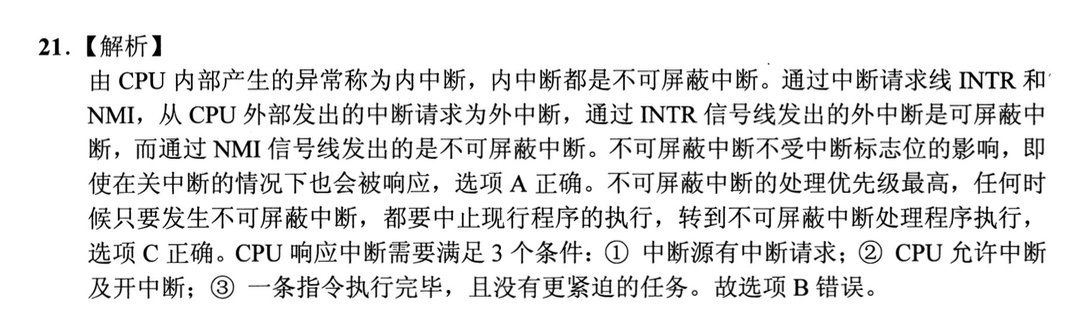 21.【解析】
由 CPU 内部产生的异常称为内中断，内中断都是不可屏蔽中断。通过中断请求线 INTR 和
NMI，从 CPU 外部发出的中断请求为外中断，通过 INTR 信号线发出的外中断是可屏蔽中
断，而通过 NMI 信号线发出的是不可屏蔽中断。不可屏蔽中断不受中断标志位的影响，即
使在关中断的情况下也会被响应，选项 A 正确。不可屏蔽中断的处理优先级最高，任何时
候只要发生不可屏蔽中断，都要中止现行程序的执行，转到不可屏蔽中断处理程序执行，
选项 C 正确。CPU 响应中断需要满足 3 个条件：① 中断源有中断请求；② CPU 允许中断
及开中断；③ 一条指令执行完毕，且没有更紧迫的任务。故选项 B 错误。